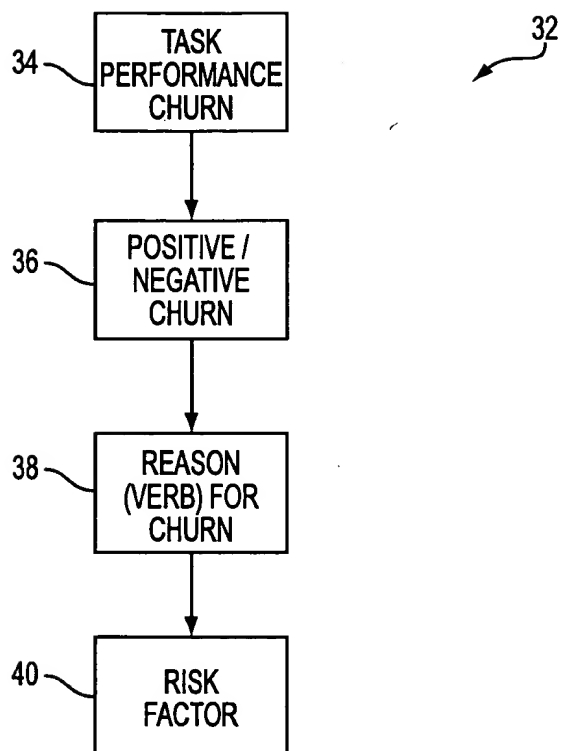 32
34
TASK
PERFORMANCE
CHURN
36
POSITIVE /
NEGATIVE
CHURN
38
REASON
(VERB) FOR
CHURN
40
RISK
FACTOR